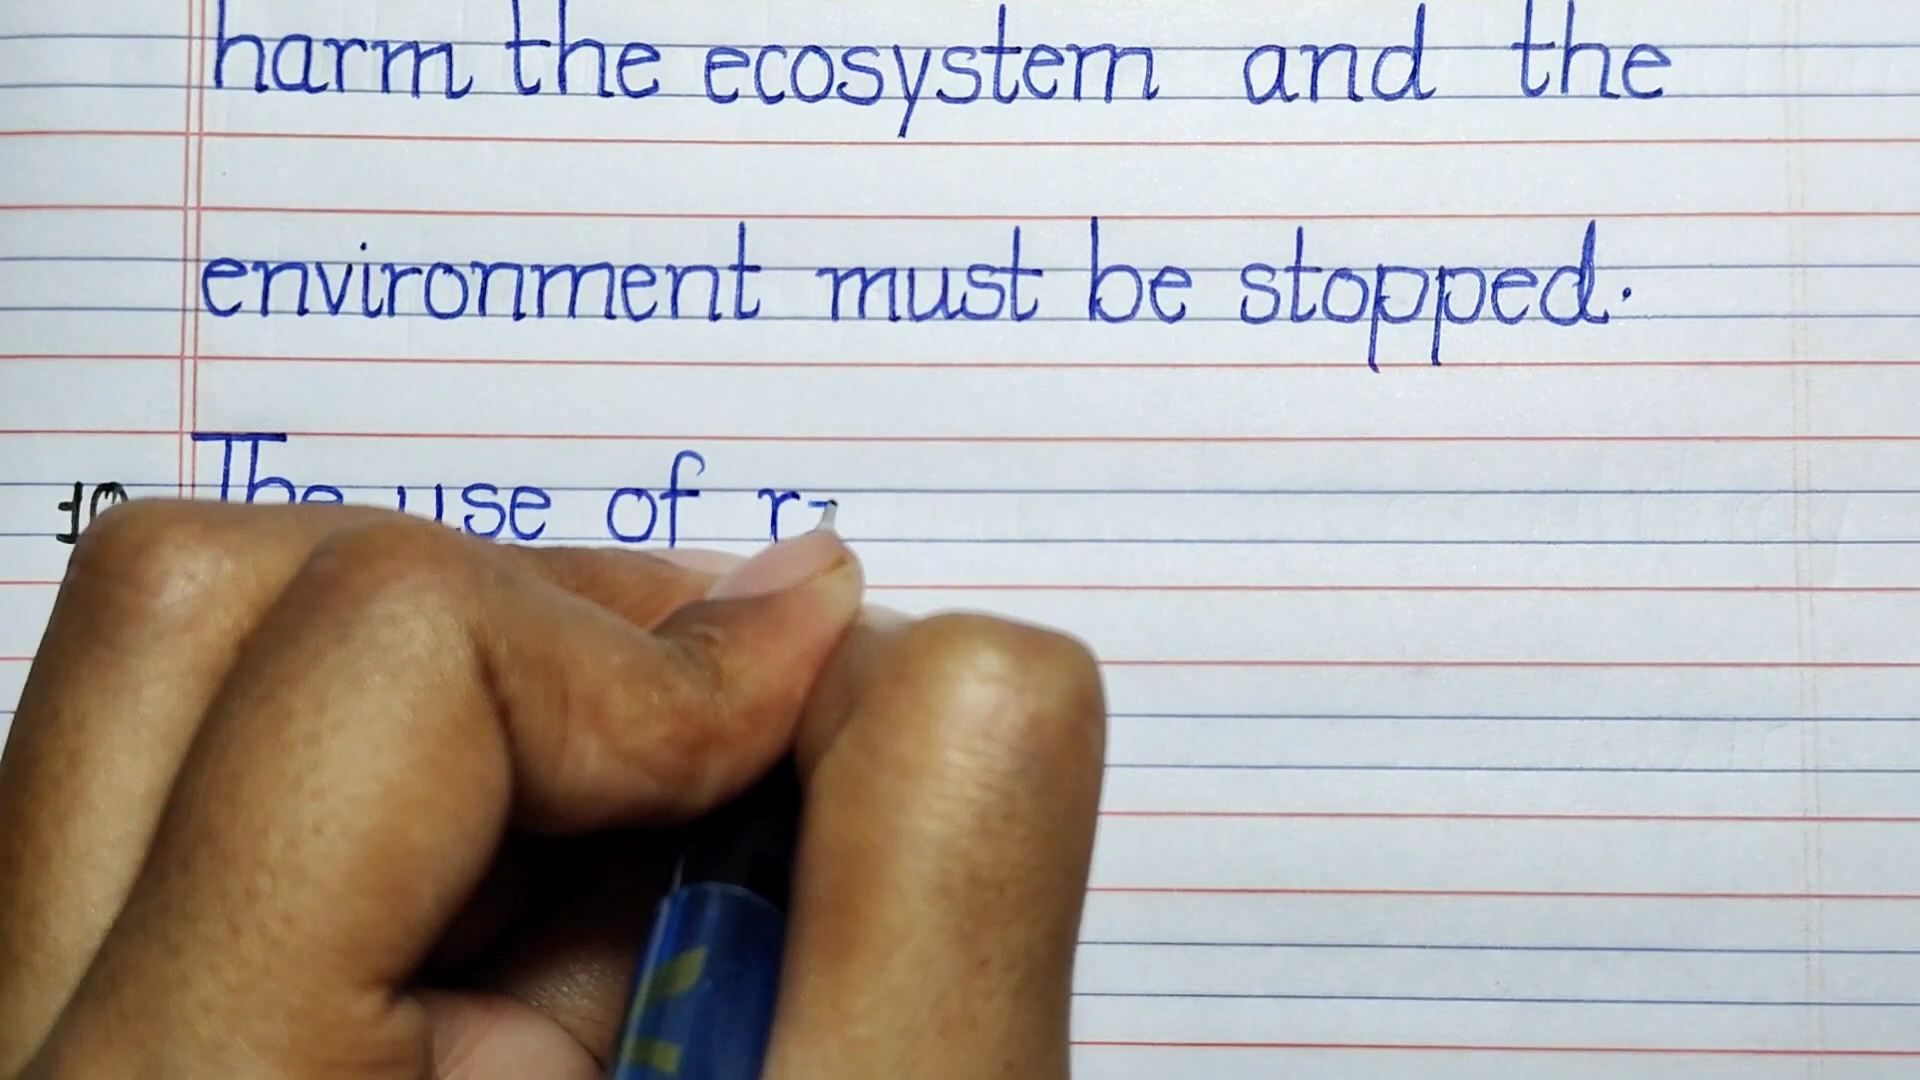 harm the ecosystem and the
environment must be stopped.
The use of